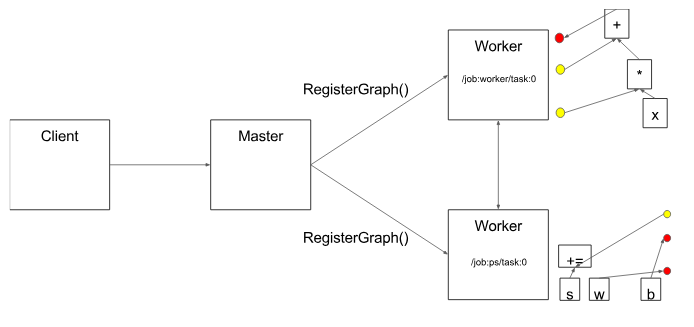 Client
Master
RegisterGraph()
RegisterGraph()
Worker
/job:worker/task:0
+
*
x
Worker
/job:ps/task:0
+=
s
w
b